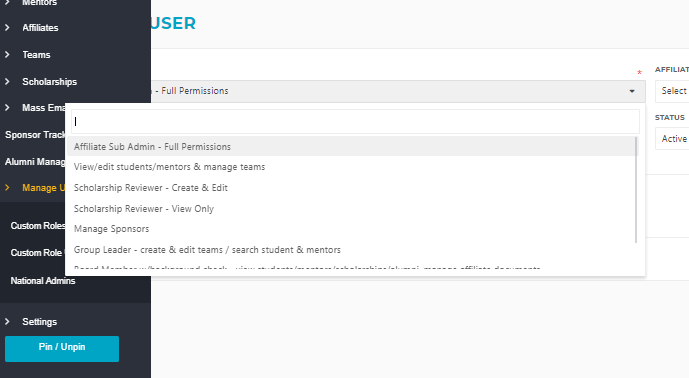 Mentors
USER
Affiliates
Teams
Scholarships
Mass Ema
Sponsor Track
Alumni Manag
Manage U
Custom Roles
Custom Role
National Admins
Settings
Pin / Unpin
- Full Permissions
*
AFFILIAT
Select
STATUS
Active
Affiliate Sub Admin - Full Permissions
View/edit students/mentors & manage teams
Scholarship Reviewer - Create & Edit
Scholarship Reviewer - View Only
Manage Sponsors
Group Leader - create & edit teams / search student & mentors
Board Member w/background check - view students/mentors/scholarships/alumni, manage affiliate documents